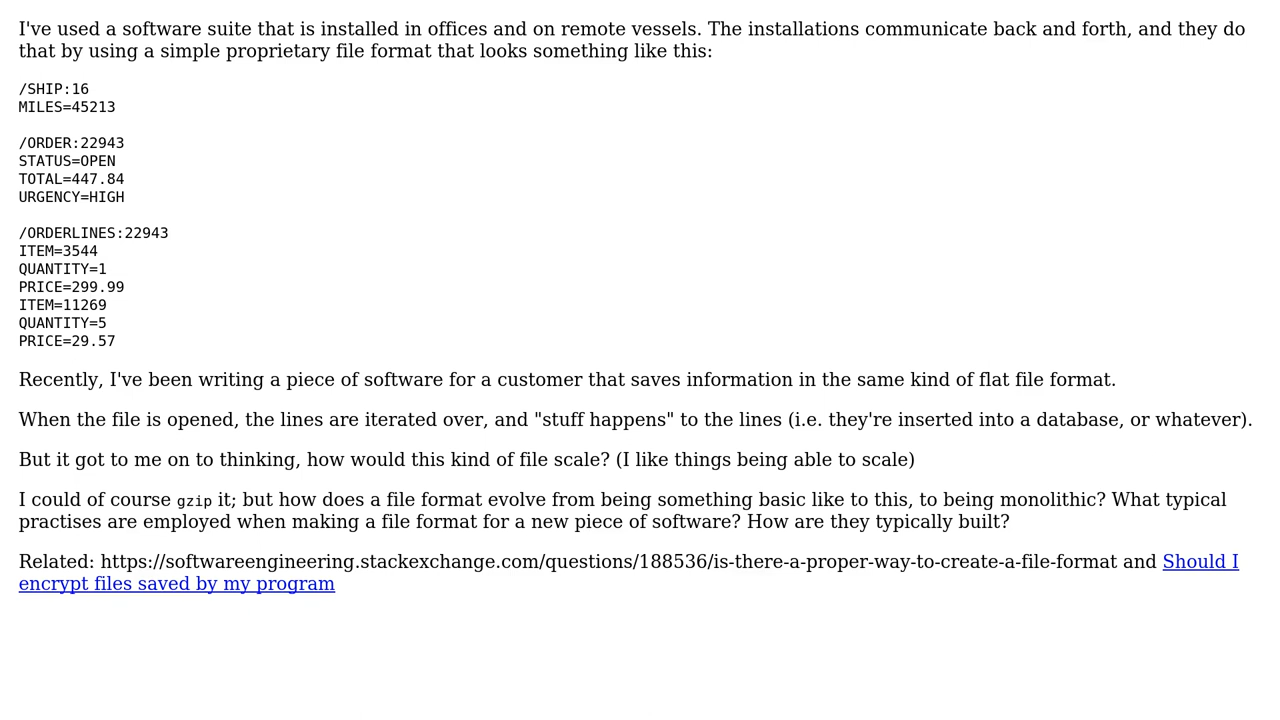 I've used a software suite that is installed in offices and on remote vessels. The installations communicate back and forth, and they do
that by using a simple proprietary file format that looks something like this:
/SHIP:16
MILES=45213
/ORDER:22943
STATUS=OPEN
TOTAL=447.84
URGENCY=HIGH
/ORDERLINES:22943
ITEM=3544
QUANTITY=1
PRICE=299.99
ITEM=11269
QUANTITY=5
PRICE=29.57
Recently, I've been writing a piece of software for a customer that saves information in the same kind of flat file format.
When the file is opened, the lines are iterated over, and "stuff happens" to the lines (i.e. they're inserted into a database, or whatever).
But it got to me on to thinking, how would this kind of file scale? (I like things being able to scale)
I could of course gzip it; but how does a file format evolve from being something basic like to this, to being monolithic? What typical
practises are employed when making a file format for a new piece of software? How are they typically built?
Related: https://softwareengineering.stackexchange.com/questions/188536/is-there-a-proper-way-to-create-a-file-format and Should I
encrypt files saved by my program